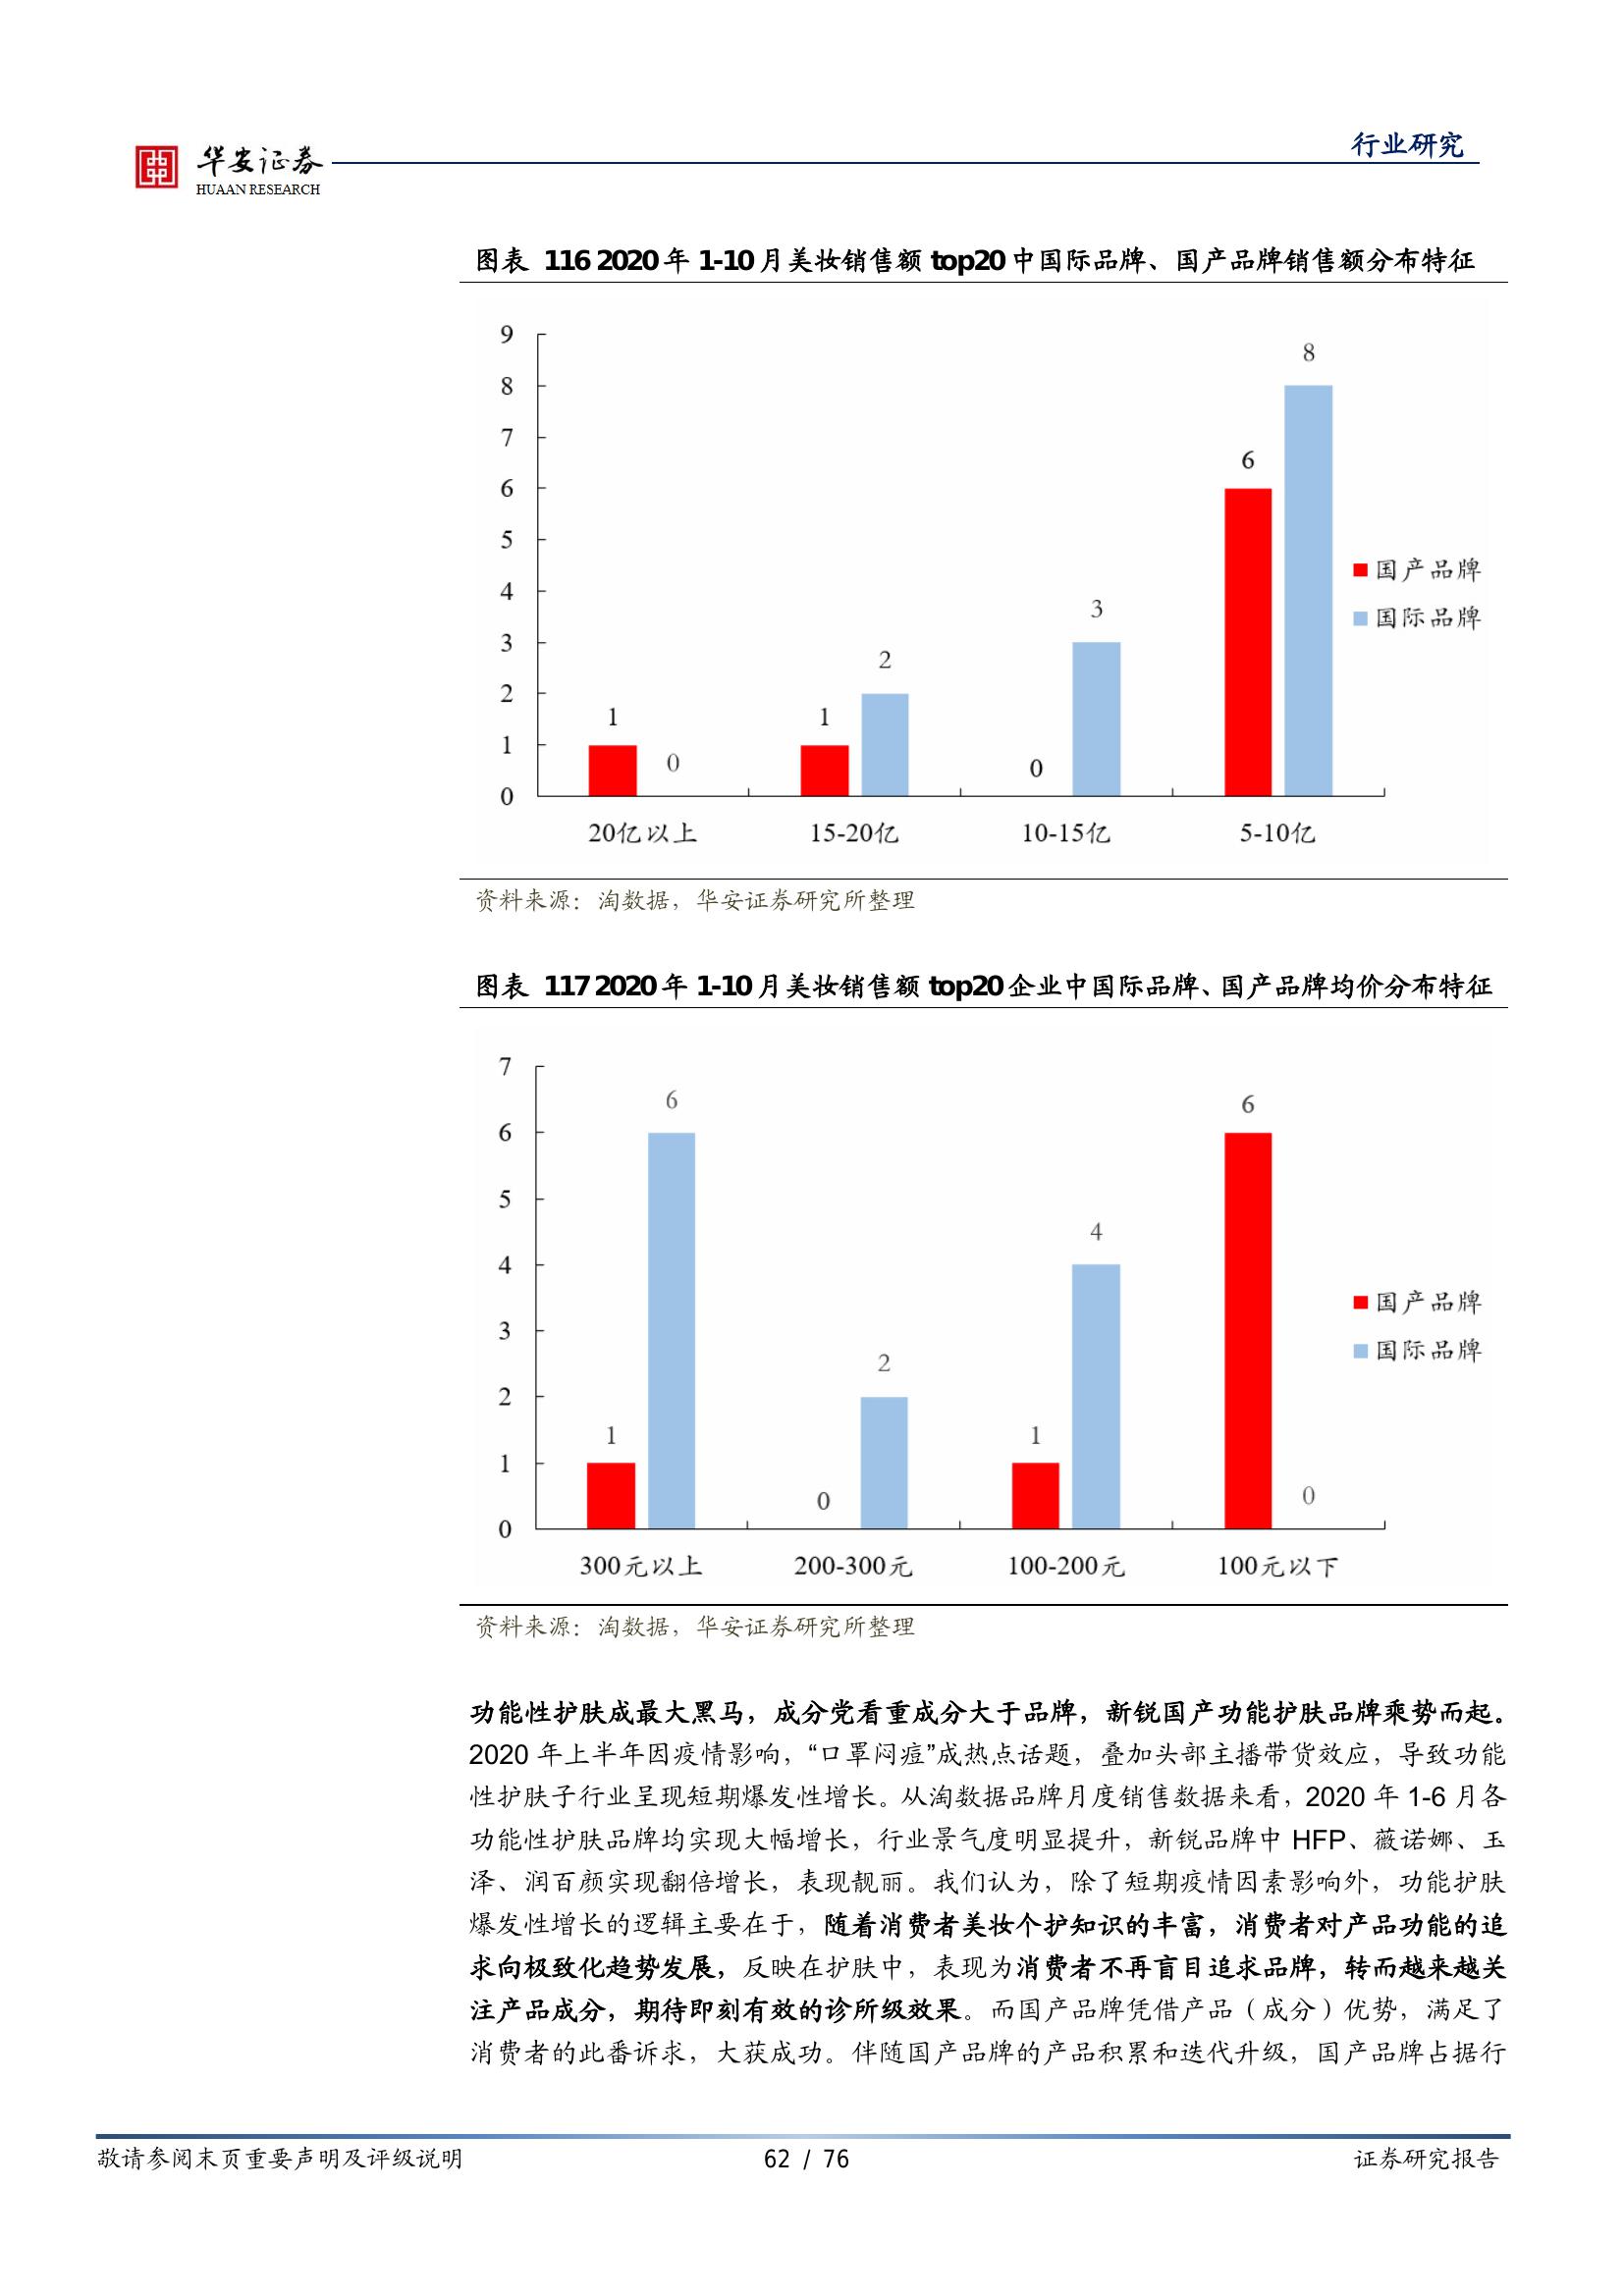 华安证券
HUAAN RESEARCH
行业研究
图表 116 2020 年 1-10 月美妆销售额 top20 中国际品牌、国产品牌销售额分布特征
9
8
7
6
5
4
3
2
1
0
1
0
1
2
0
3
6
8
20亿以上
15-20亿
10-15亿
5-10亿
国产品牌
国际品牌
资料来源：淘数据，华安证券研究所整理
图表 117 2020 年 1-10 月美妆销售额 top20 企业中国际品牌、国产品牌均价分布特征
7
6
5
4
3
2
1
0
1
6
0
2
1
4
6
0
300元以上
200-300元
100-200元
100元以下
国产品牌
国际品牌
资料来源：淘数据，华安证券研究所整理
功能性护肤成最大黑马，成分党看重成分大于品牌，新锐国产功能护肤品牌乘势而起。
2020 年上半年因疫情影响，“口罩闷痘”成热点话题，叠加头部主播带货效应，导致功能
性护肤子行业呈现短期爆发性增长。从淘数据品牌月度销售数据来看，2020 年 1-6 月各
功能性护肤品牌均实现大幅增长，行业景气度明显提升，新锐品牌中 HFP、薇诺娜、玉
泽、润百颜实现翻倍增长，表现靓丽。我们认为，除了短期疫情因素影响外，功能护肤
爆发性增长的逻辑主要在于，随着消费者美妆个护知识的丰富，消费者对产品功能的追
求向极致化趋势发展，反映在护肤中，表现为消费者不再盲目追求品牌，转而越来越关
注产品成分，期待即刻有效的诊所级效果。而国产品牌凭借产品（成分）优势，满足了
消费者的此番诉求，大获成功。伴随国产品牌的产品积累和迭代升级，国产品牌占据行
敬请参阅末页重要声明及评级说明
62 / 76
证券研究报告